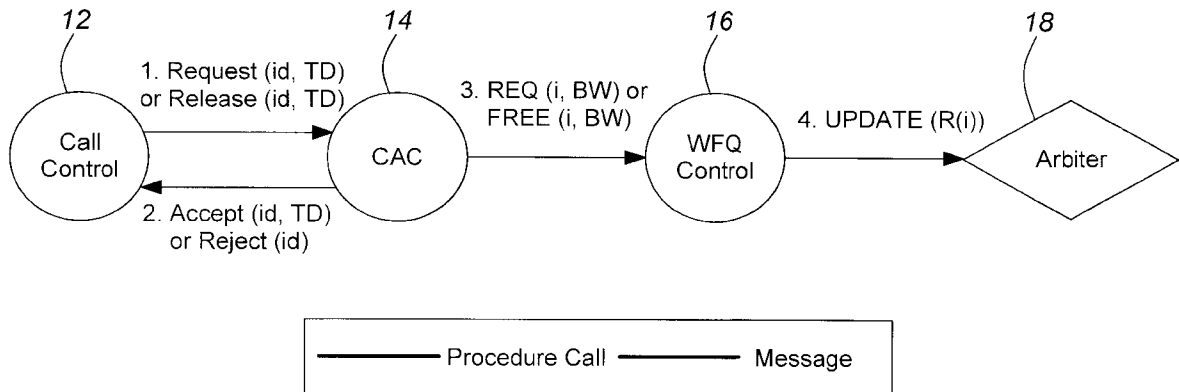 12
14
16
18
1. Request (id, TD)
or Release (id, TD)
3. REQ (i, BW) or
FREE (i, BW)
4. UPDATE (R(i))
Call
Control
CAC
WFQ
Control
Arbiter
2. Accept (id, TD)
or Reject (id)
Procedure Call
Message